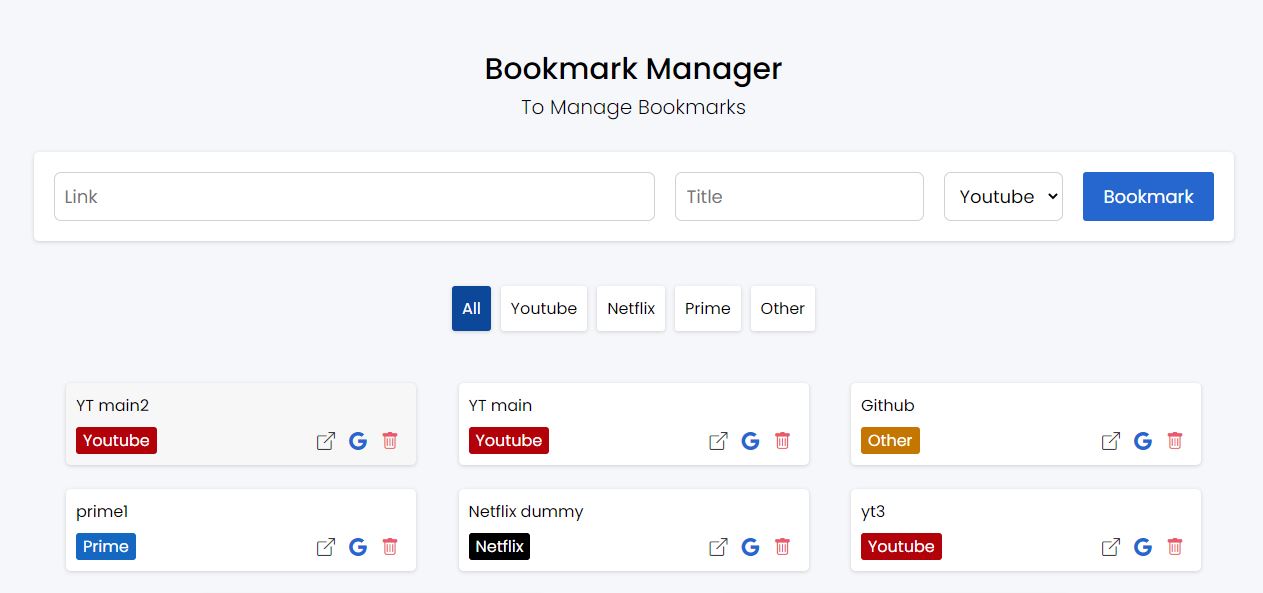 Bookmark Manager
To Manage Bookmarks
Link Title Youtube Bookmark
All Youtube Netflix Prime Other
YT main2
Youtube G
YT main
Youtube G
Github
Other G
prime1
Prime G
Netflix dummy
Netflix G
yt3
Youtube G